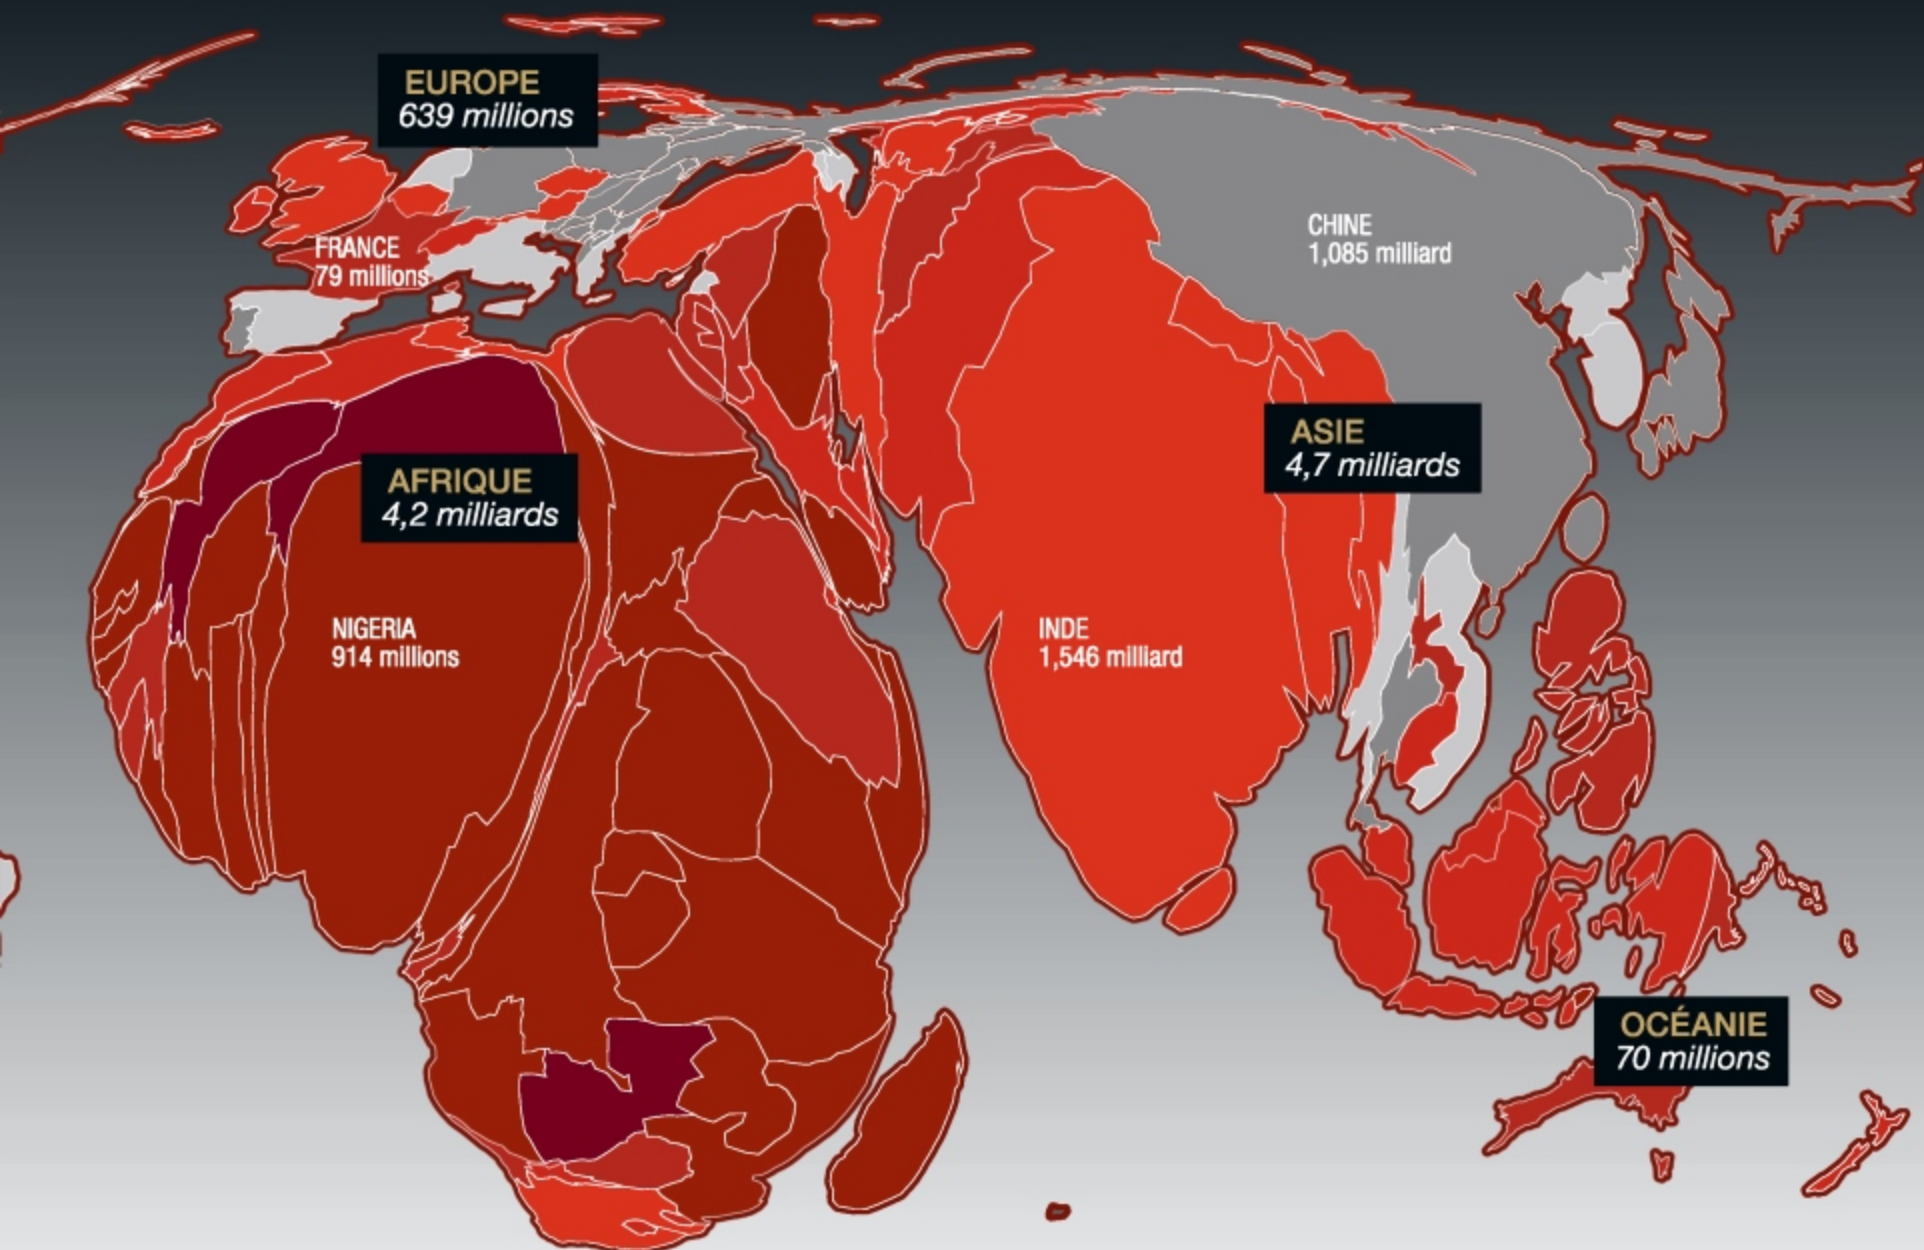 EUROPE
639 millions
FRANCE
79 millions
CHINE
1,085 milliard
ASIE
4,7 milliards
AFRIQUE
4,2 milliards
NIGERIA
914 millions
INDE
1,546 milliard
OCÉANIE
70 millions